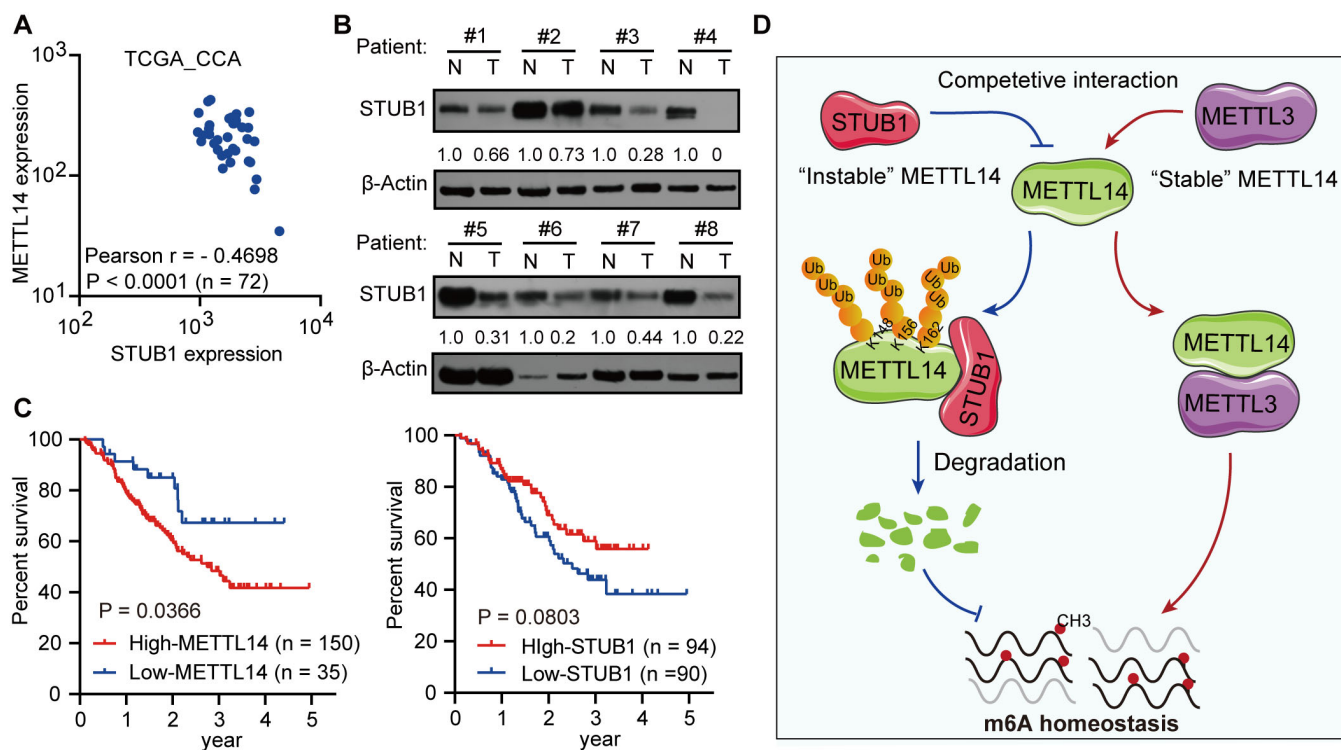 A
TCGA_CCA
10³
10²
10¹
METTL14 expression
Pearson r = - 0.4698
P < 0.0001 (n = 72)
10² 10³ 10⁴
STUB1 expression
B
Patient: #1 #2 #3 #4
N T N T N T N T
STUB1
1.0 0.66 1.0 0.73 1.0 0.28 1.0 0
β-Actin
Patient: #5 #6 #7 #8
N T N T N T N T
STUB1
1.0 0.31 1.0 0.2 1.0 0.44 1.0 0.22
β-Actin
C
100
80
60
40
20
0
Percent survival
P = 0.0366
High-METTL14 (n = 150)
Low-METTL14 (n = 35)
0 1 2 3 4 5
year
100
80
60
40
20
0
Percent survival
P = 0.0803
HIgh-STUB1 (n = 94)
Low-STUB1 (n =90)
0 1 2 3 4 5
year
D
Competetive interaction
STUB1
METTL3
"Instable" METTL14
METTL14
"Stable" METTL14
Ub Ub Ub
Ub Ub Ub
Ub Ub Ub
K148 K156 K162
METTL14
STUB1
METTL14
METTL3
Degradation
CH3
m6A homeostasis